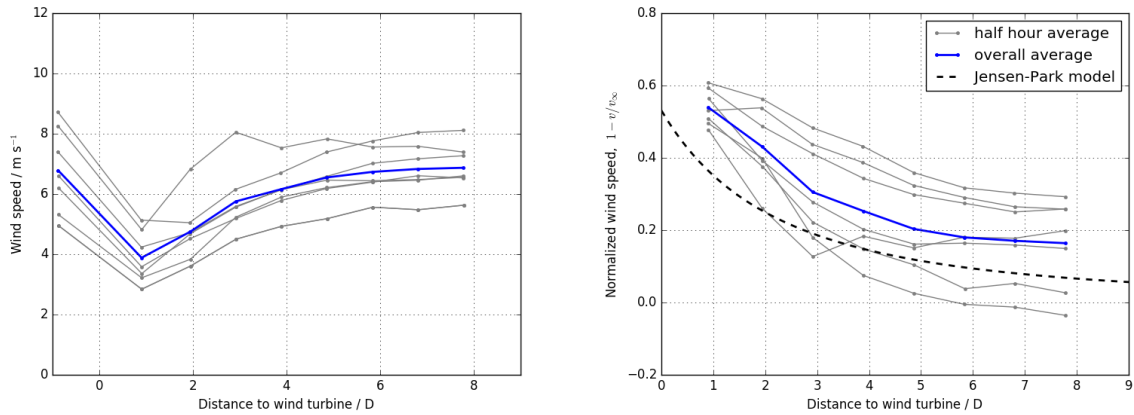 12
10
8
6
4
2
0
Wind speed / m s⁻¹
0 2 4 6 8
Distance to wind turbine / D
0.8
0.6
0.4
0.2
0.0
−0.2
Normalized wind speed, 1 − v/v∞
half hour average
overall average
Jensen-Park model
0 1 2 3 4 5 6 7 8 9
Distance to wind turbine / D